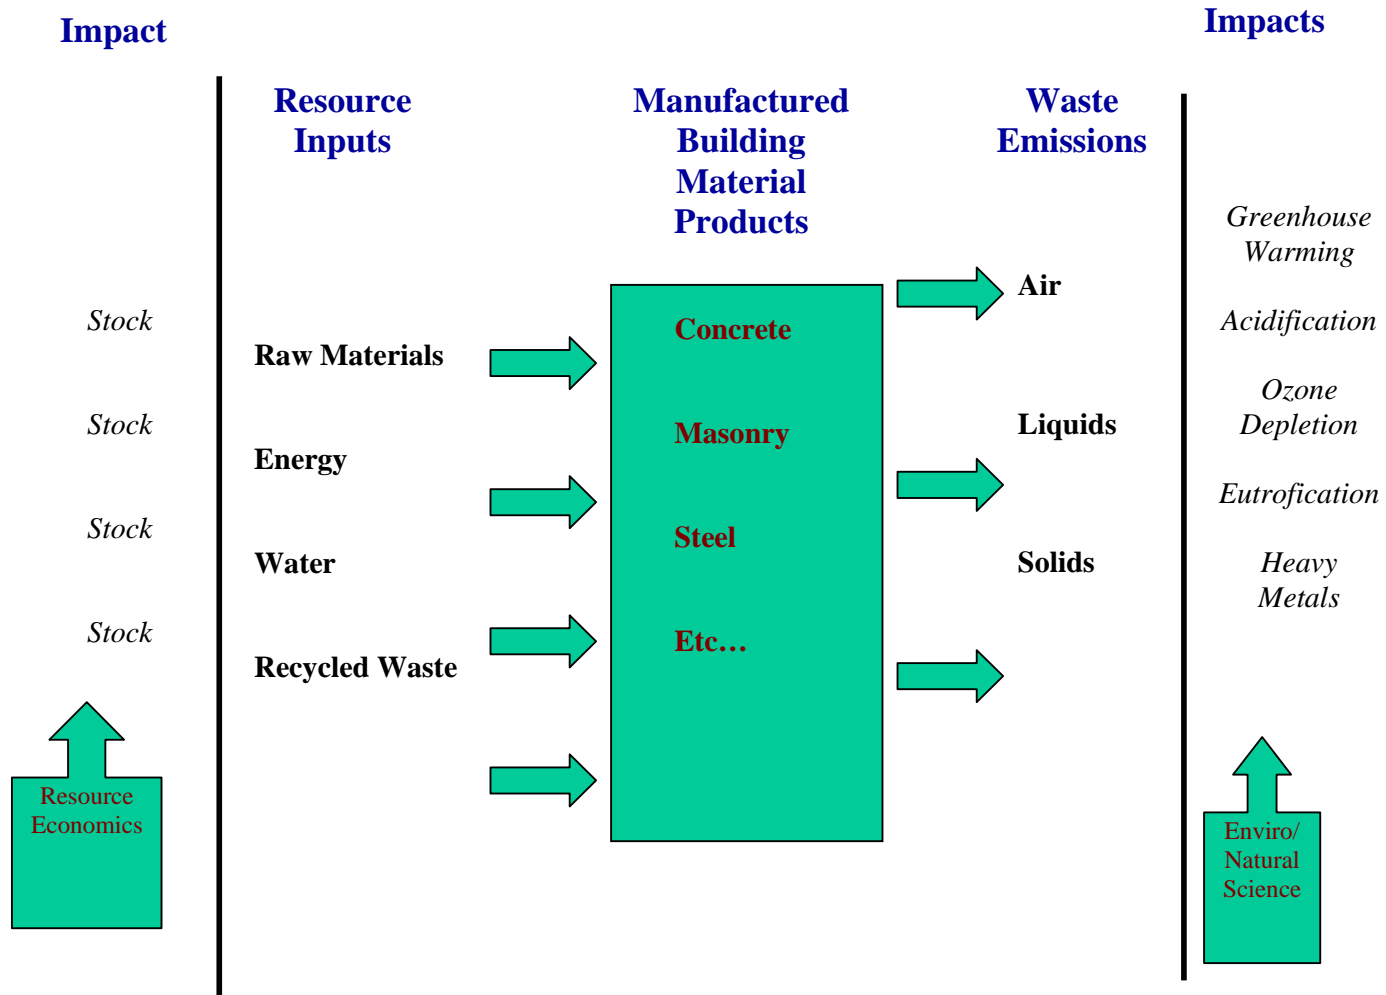 Impact
Impacts
Resource
Inputs
Manufactured
Building
Material
Products
Waste
Emissions
Stock
Stock
Stock
Stock
Raw Materials
Energy
Water
Recycled Waste
Concrete
Masonry
Steel
Etc…
Air
Liquids
Solids
Greenhouse
Warming
Acidification
Ozone
Depletion
Eutrofication
Heavy
Metals
Resource
Economics
Enviro/
Natural
Science